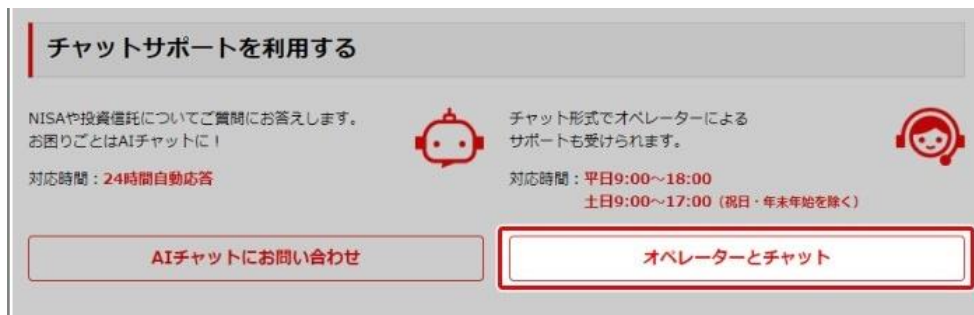 チャットサポートを利用する
NISAや投資信託についてご質問にお答えします。
お困りごとはAIチャットに！
対応時間：24時間自動応答
AIチャットにお問い合わせ
チャット形式でオペレーターによる
サポートも受けられます。
対応時間：平日9:00～18:00
土日9:00～17:00（祝日・年末年始を除く）
オペレーターとチャット